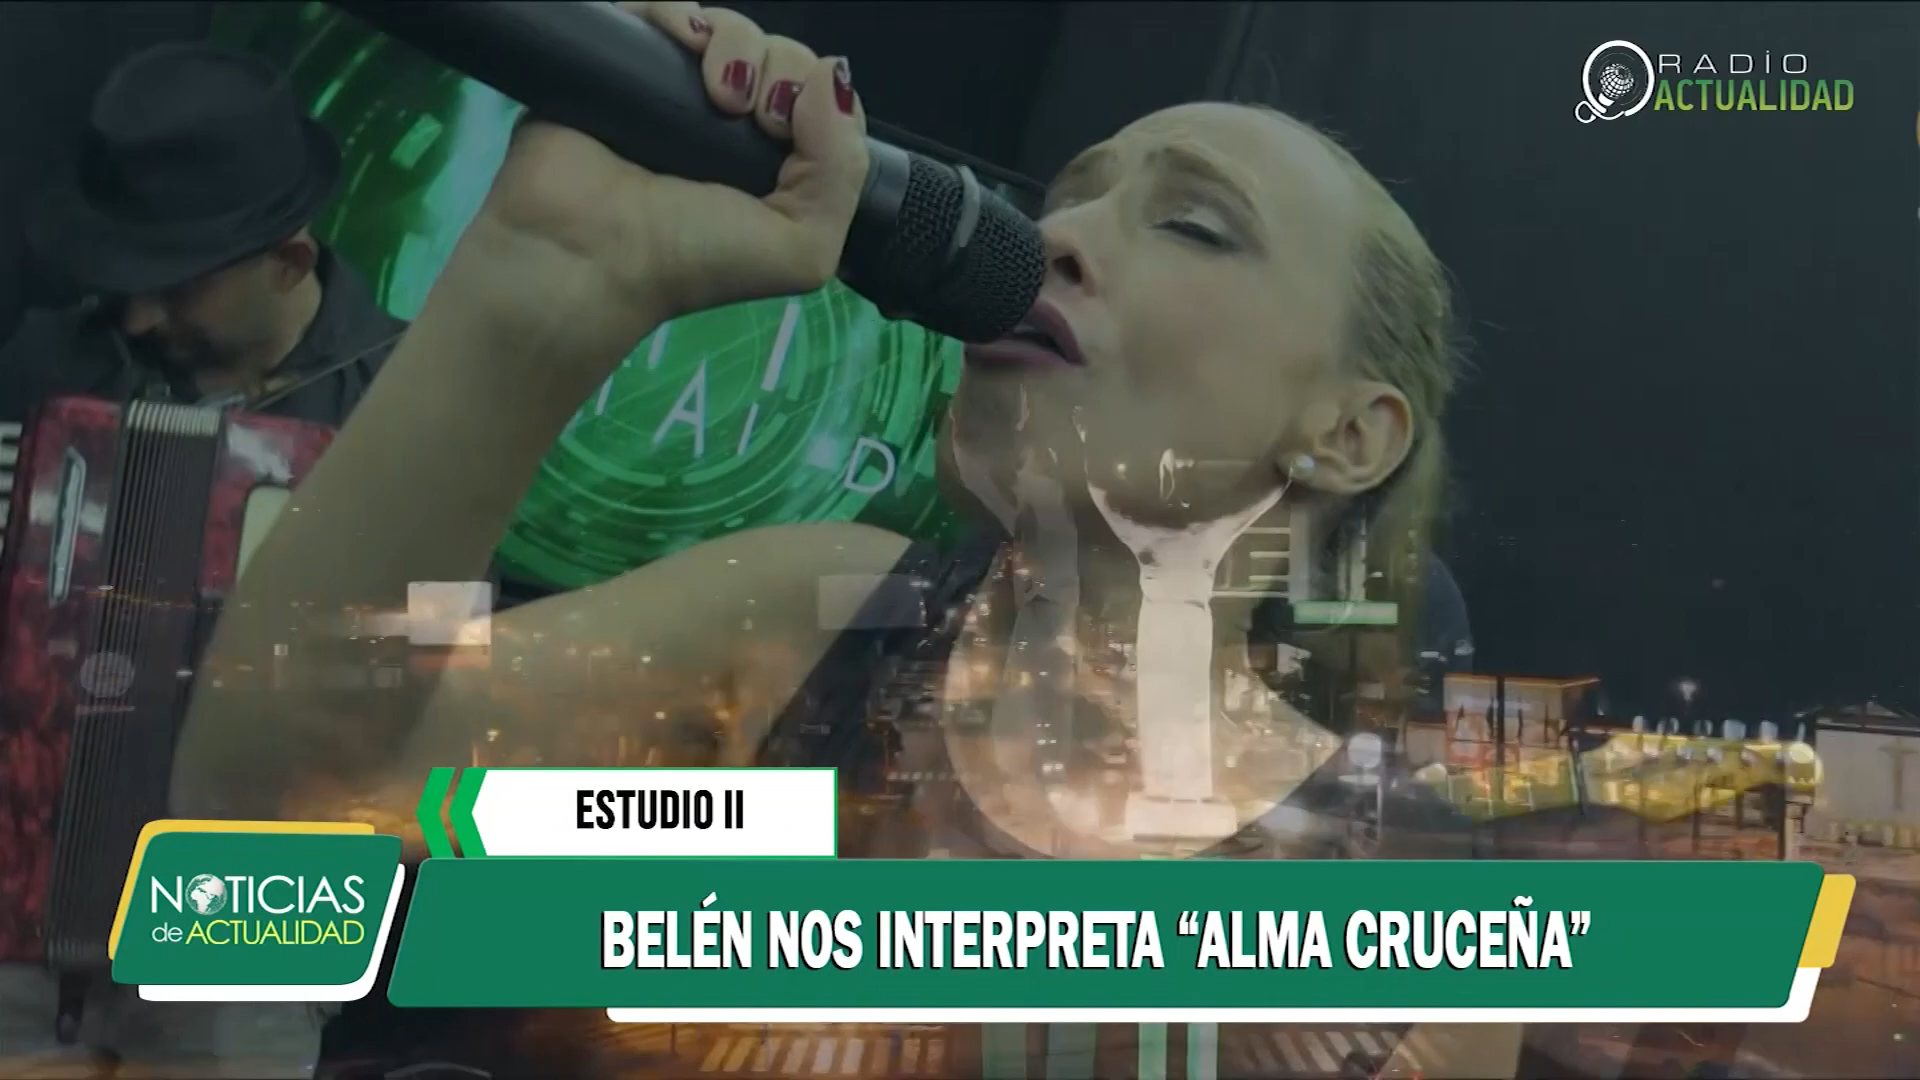 RADIO
ACTUALIDAD
A
D
ESTUDIO II
NOTICIAS
de ACTUALIDAD
BELÉN NOS INTERPRETA “ALMA CRUCEÑA”